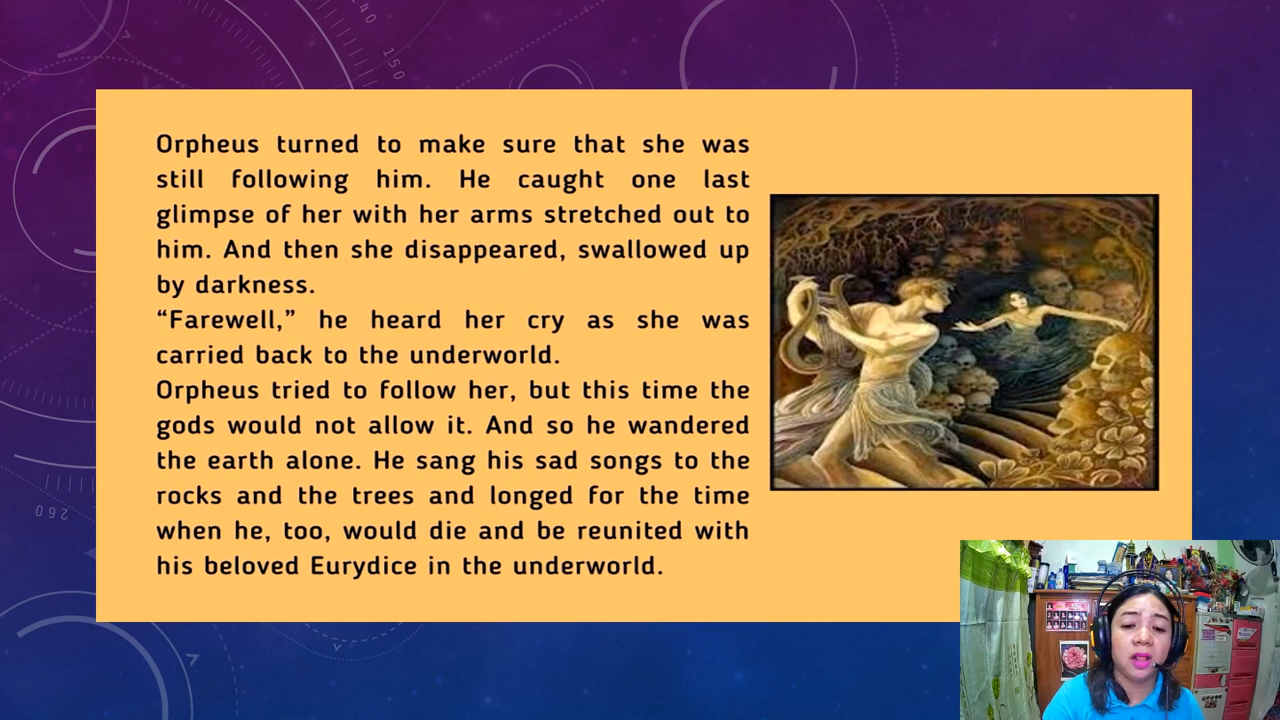 40
150
Orpheus turned to make sure that she was
still following him. He caught one last
glimpse of her with her arms stretched out to
him. And then she disappeared, swallowed up
by darkness.
“Farewell,” he heard her cry as she was
carried back to the underworld.
Orpheus tried to follow her, but this time the
gods would not allow it. And so he wandered
the earth alone. He sang his sad songs to the
rocks and the trees and longed for the time
when he, too, would die and be reunited with
his beloved Eurydice in the underworld.
260